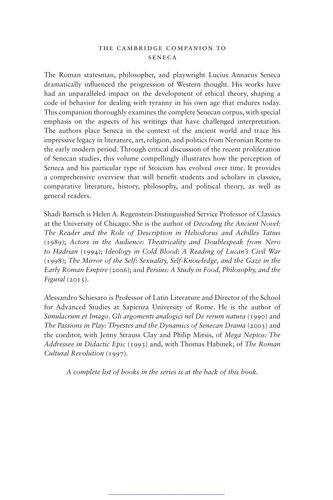 THE CAMBRIDGE COMPANION TO
SENECA
The Roman statesman, philosopher, and playwright Lucius Annaeus Seneca
dramatically influenced the progression of Western thought. His works have
had an unparalleled impact on the development of ethical theory, shaping a
code of behavior for dealing with tyranny in his own age that endures today.
This companion thoroughly examines the complete Senecan corpus, with special
emphasis on the aspects of his writings that have challenged interpretation.
The authors place Seneca in the context of the ancient world and trace his
impressive legacy in literature, art, religion, and politics from Neronian Rome to
the early modern period. Through critical discussion of the recent proliferation
of Senecan studies, this volume compellingly illustrates how the perception of
Seneca and his particular type of Stoicism has evolved over time. It provides
a comprehensive overview that will benefit students and scholars in classics,
comparative literature, history, philosophy, and political theory, as well as
general readers.
Shadi Bartsch is Helen A. Regenstein Distinguished Service Professor of Classics
at the University of Chicago. She is the author of Decoding the Ancient Novel:
The Reader and the Role of Description in Heliodorus and Achilles Tatius
(1989); Actors in the Audience: Theatricality and Doublespeak from Nero
to Hadrian (1994); Ideology in Cold Blood: A Reading of Lucan's Civil War
(1998); The Mirror of the Self: Sexuality, Self-Knowledge, and the Gaze in the
Early Roman Empire (2006); and Persius: A Study in Food, Philosophy, and the
Figural (2015).
Alessandro Schiesaro is Professor of Latin Literature and Director of the School
for Advanced Studies at Sapienza University of Rome. He is the author of
Simulacrum et Imago. Gli argomenti analogici nel De rerum natura (1990) and
The Passions in Play: Thyestes and the Dynamics of Senecan Drama (2003) and
the coeditor, with Jenny Strauss Clay and Philip Mitsis, of Mega Nepios: The
Addressee in Didactic Epic (1993) and, with Thomas Habinek, of The Roman
Cultural Revolution (1997).
A complete list of books in the series is at the back of this book.